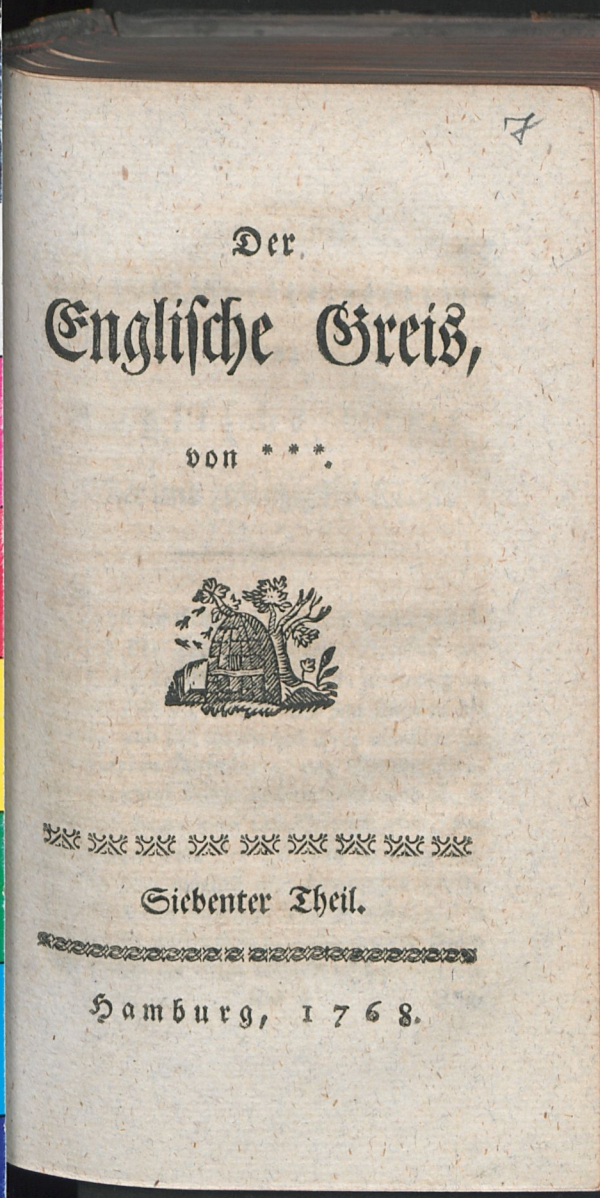 7
Der
Engliſche Greis,
von ***.
Siebenter Theil.
Hamburg, 1768.